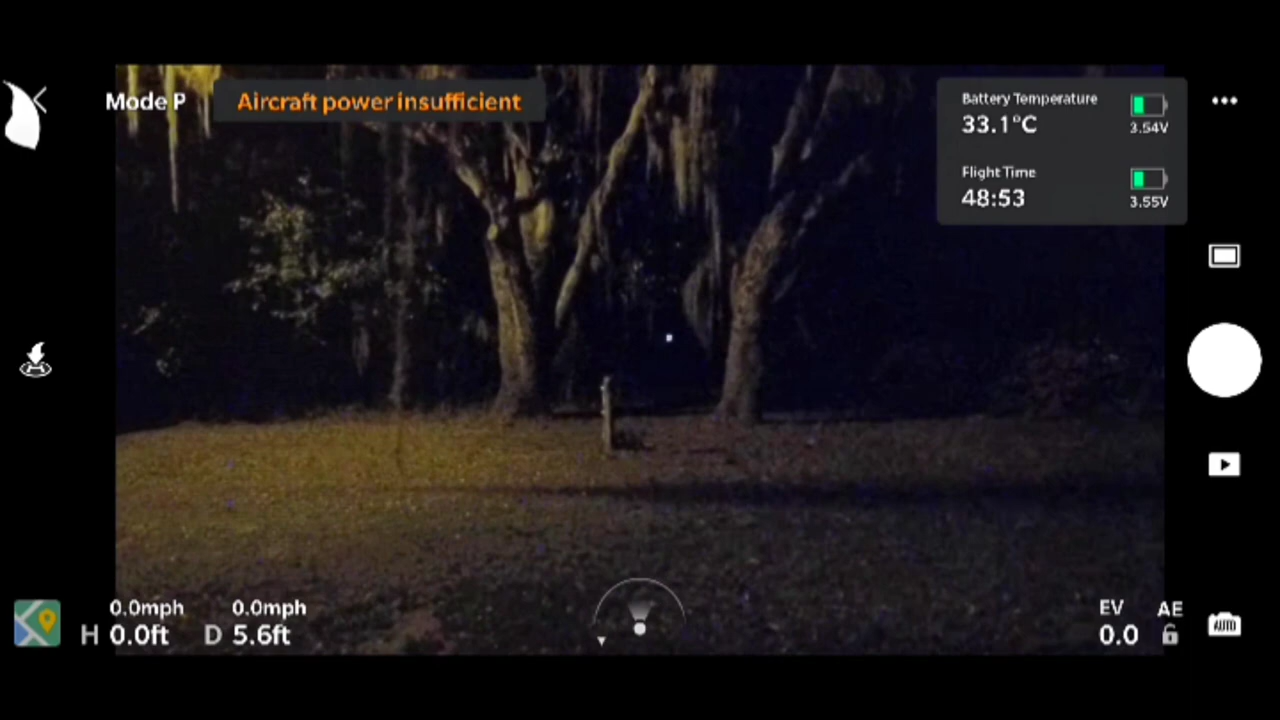 Mode P
Aircraft power insufficient
Battery Temperature
33.1°C
3.54V
Flight Time
48:53
3.55V
0.0mph
0.0mph
H 0.0ft
D 5.6ft
EV
AE
0.0
AUTO